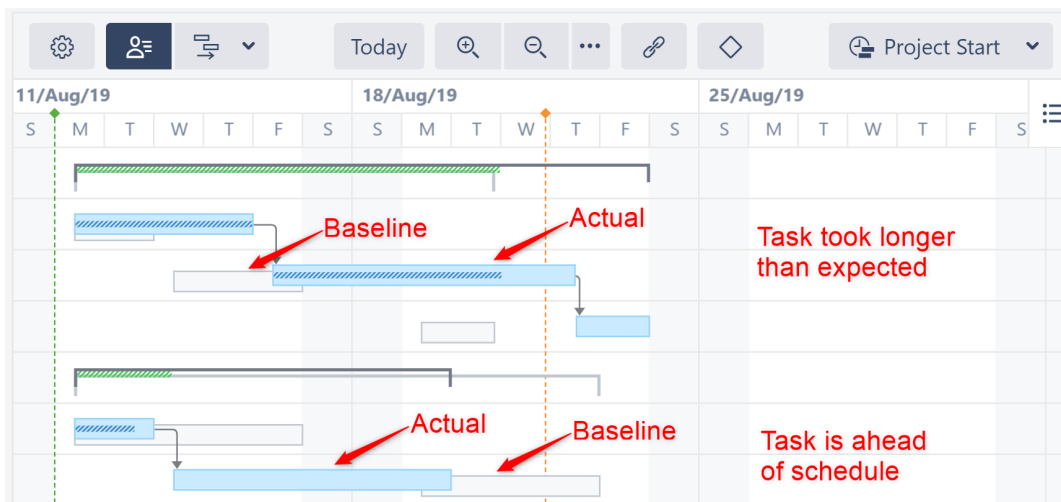 Today
Project Start
11/Aug/19 18/Aug/19 25/Aug/19
S M T W T F S S M T W T F S S M T W T F S
Baseline
Actual
Task took longer
than expected
Actual
Baseline
Task is ahead
of schedule